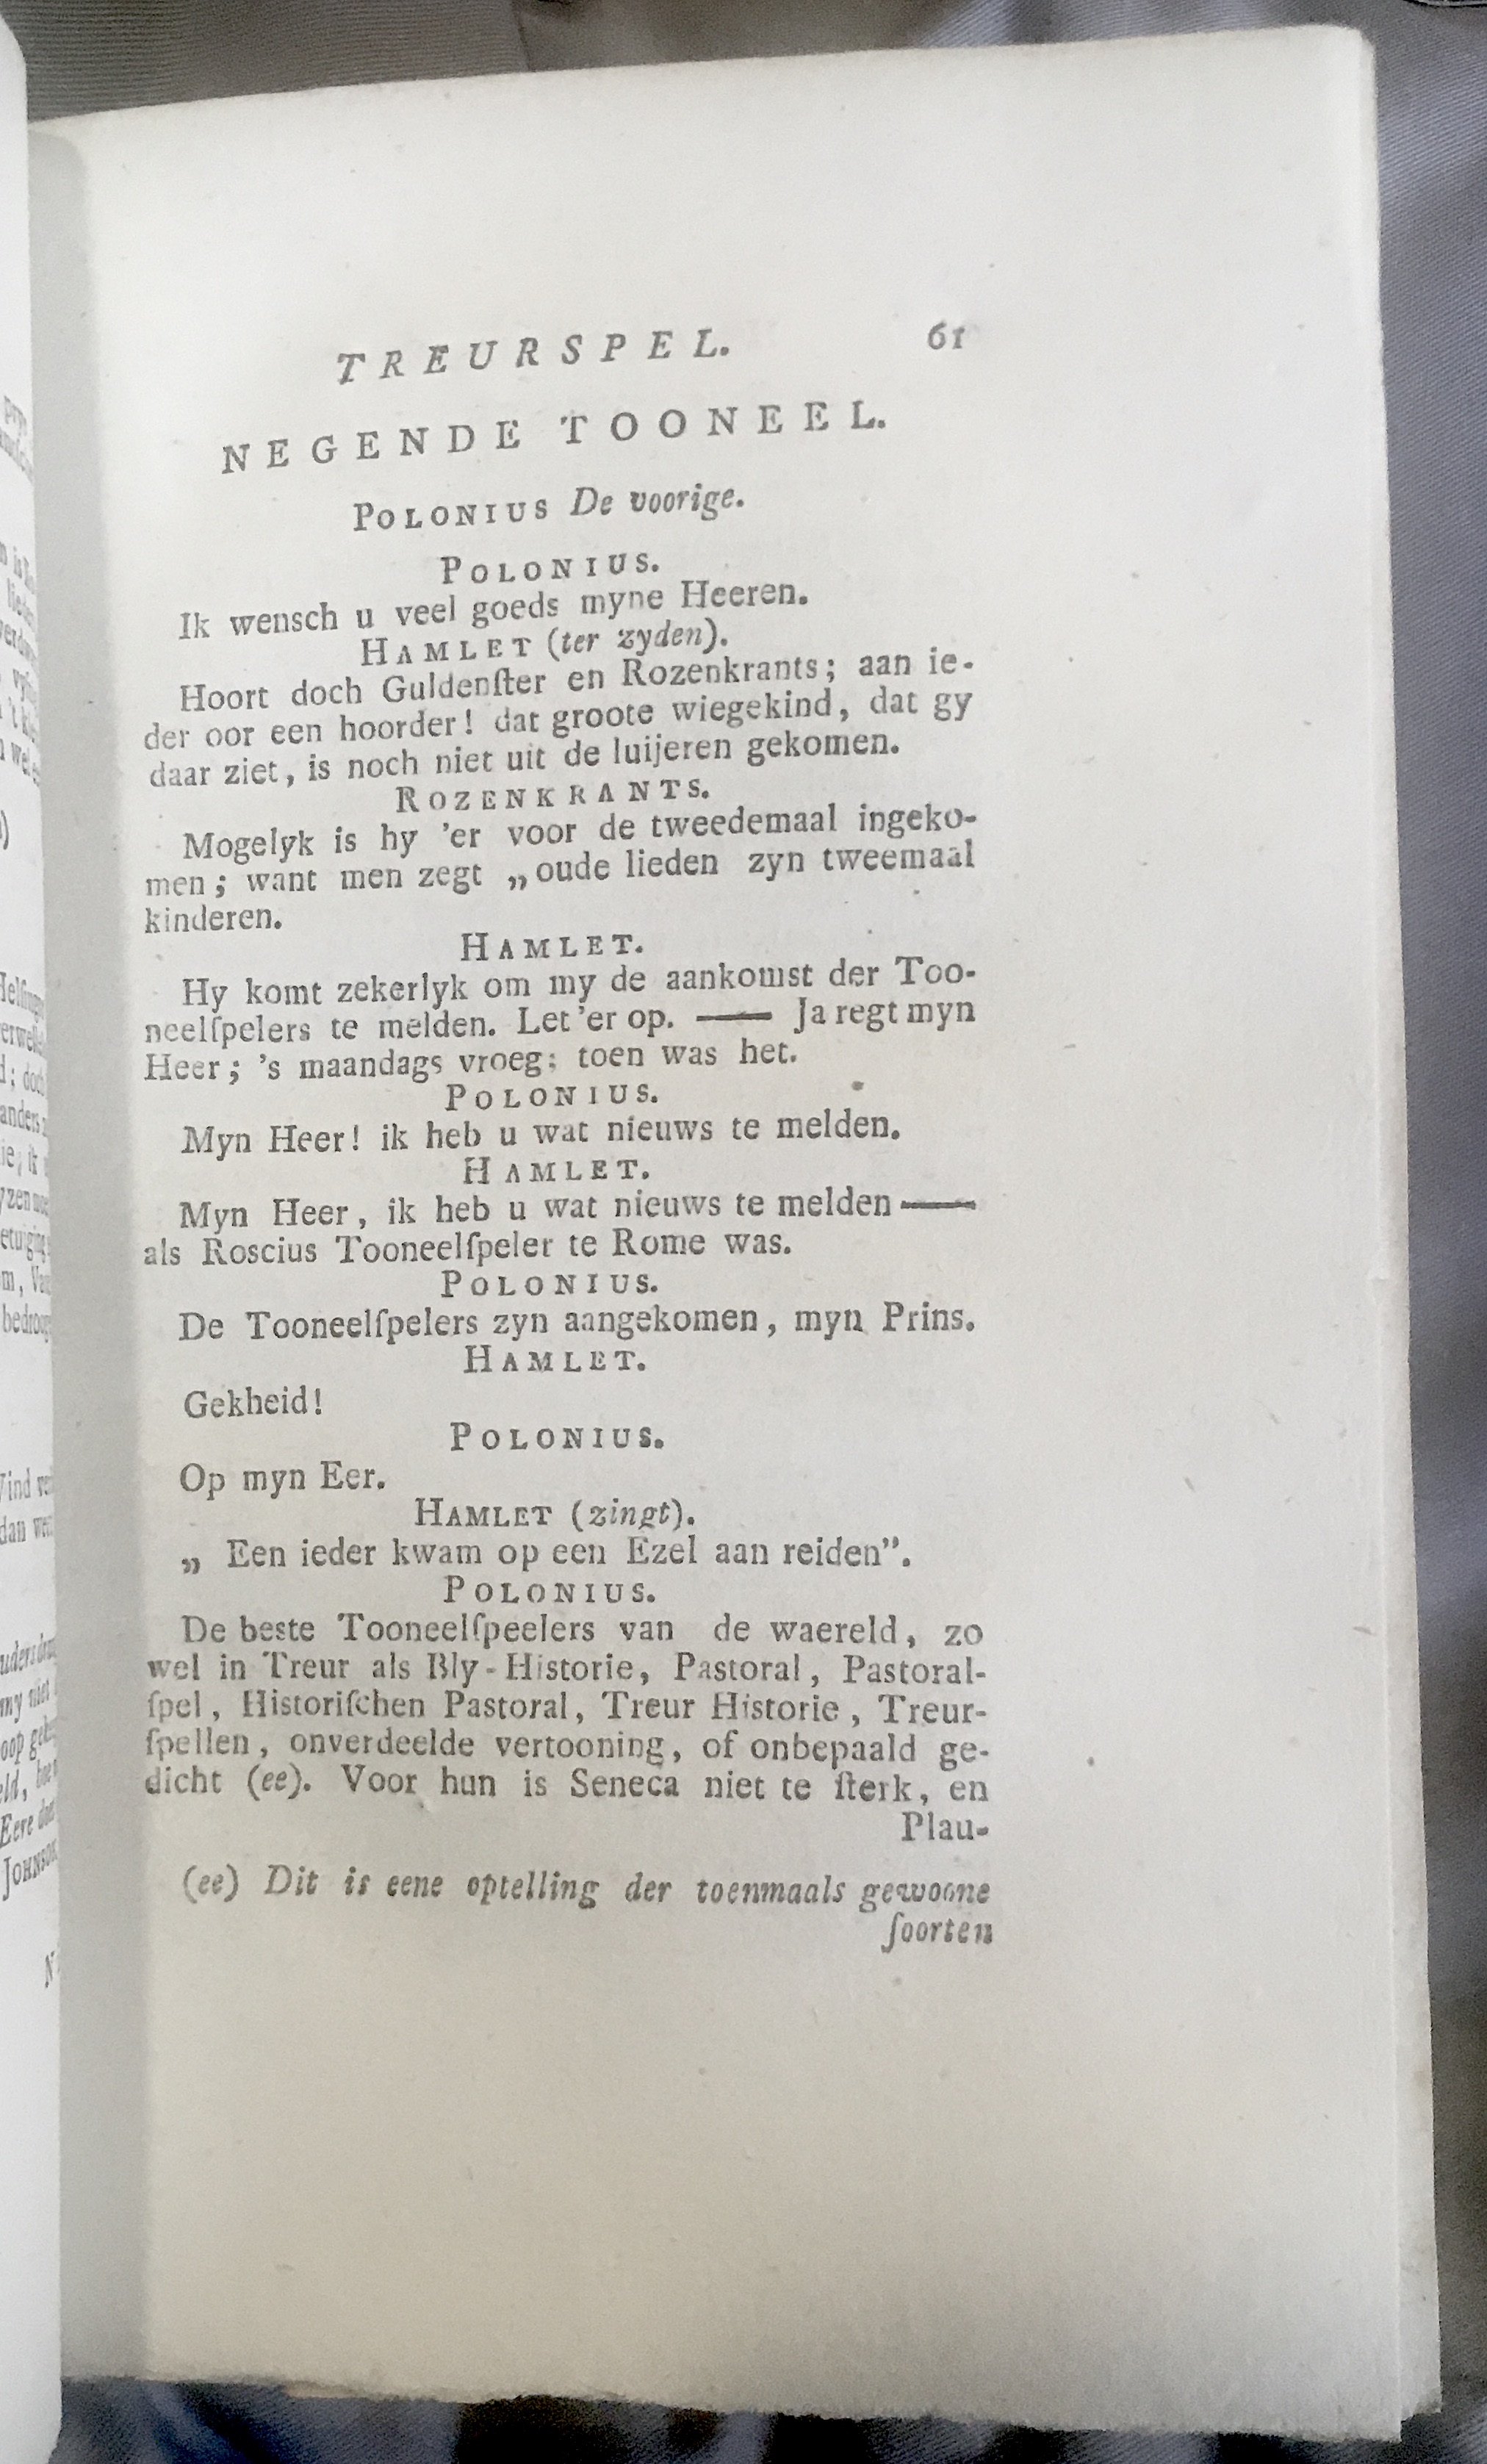 TREURSPEL. 61
NEGENDE TOONEEL.
POLONIUS De voorige.
POLONIUS.
Ik wensch u veel goeds myne Heeren.
HAMLET (ter zyden).
Hoort doch Guldenſter en Rozenkrants; aan ie-
der oor een hoorder! dat groote wiegekind, dat gy
daar ziet, is noch niet uit de luijeren gekomen.
ROZENKRANTS.
Mogelyk is hy 'er voor de tweedemaal ingeko-
men; want men zegt „oude lieden zyn tweemaal
kinderen.
HAMLET.
Hy komt zekerlyk om my de aankomst der Too-
neelſpelers te melden. Let 'er op. —— Ja regt myn
Heer; 's maandags vroeg; toen was het.
POLONIUS.
Myn Heer! ik heb u wat nieuws te melden.
HAMLET.
Myn Heer, ik heb u wat nieuws te melden ——
als Roscius Tooneelſpeler te Rome was.
POLONIUS.
De Tooneelſpelers zyn aangekomen, myn Prins.
HAMLET.
Gekheid!
POLONIUS.
Op myn Eer.
HAMLET (zingt).
„ Een ieder kwam op een Ezel aan reiden”.
POLONIUS.
De beste Tooneelſpeelers van de waereld, zo
wel in Treur als Bly-Historie, Pastoral, Pastoral-
ſpel, Historiſchen Pastoral, Treur Historie, Treur-
ſpellen, onverdeelde vertooning, of onbepaald ge-
dicht (ee). Voor hun is Seneca niet te ſterk, en
Plau-
(ee) Dit is eene optelling der toenmaals gewoone
ſoorten